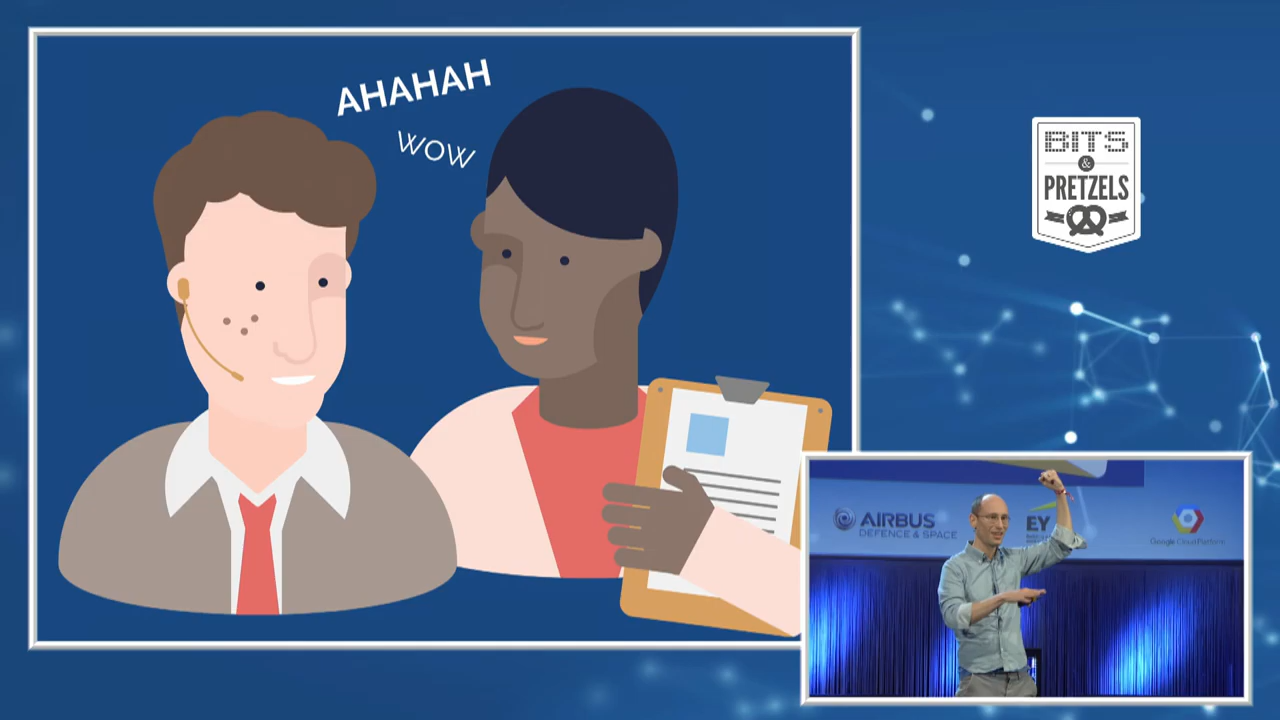 AHAHAH
WOW
BITS
&
PRETZELS
AIRBUS
DEFENCE & SPACE
EY
Google Cloud Platform